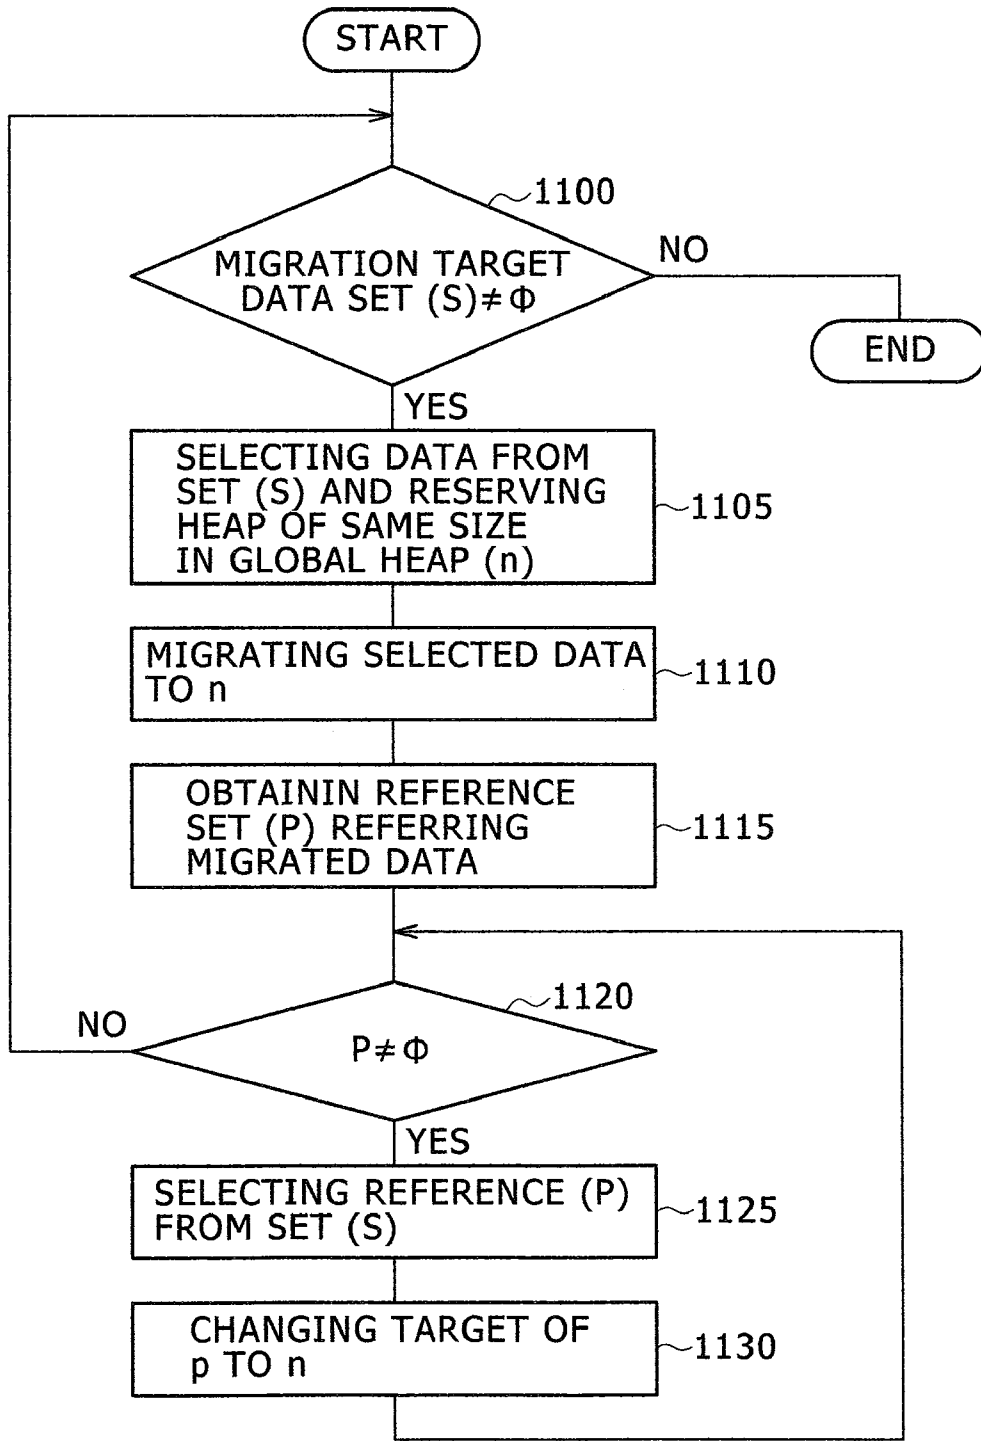 START
1100
MIGRATION TARGET
DATA SET (S)≠Φ
NO
END
YES
SELECTING DATA FROM
SET (S) AND RESERVING
HEAP OF SAME SIZE
IN GLOBAL HEAP (n)
1105
MIGRATING SELECTED DATA
TO n
1110
OBTAININ REFERENCE
SET (P) REFERRING
MIGRATED DATA
1115
1120
NO
P≠Φ
YES
SELECTING REFERENCE (P)
FROM SET (S)
1125
CHANGING TARGET OF
p TO n
1130